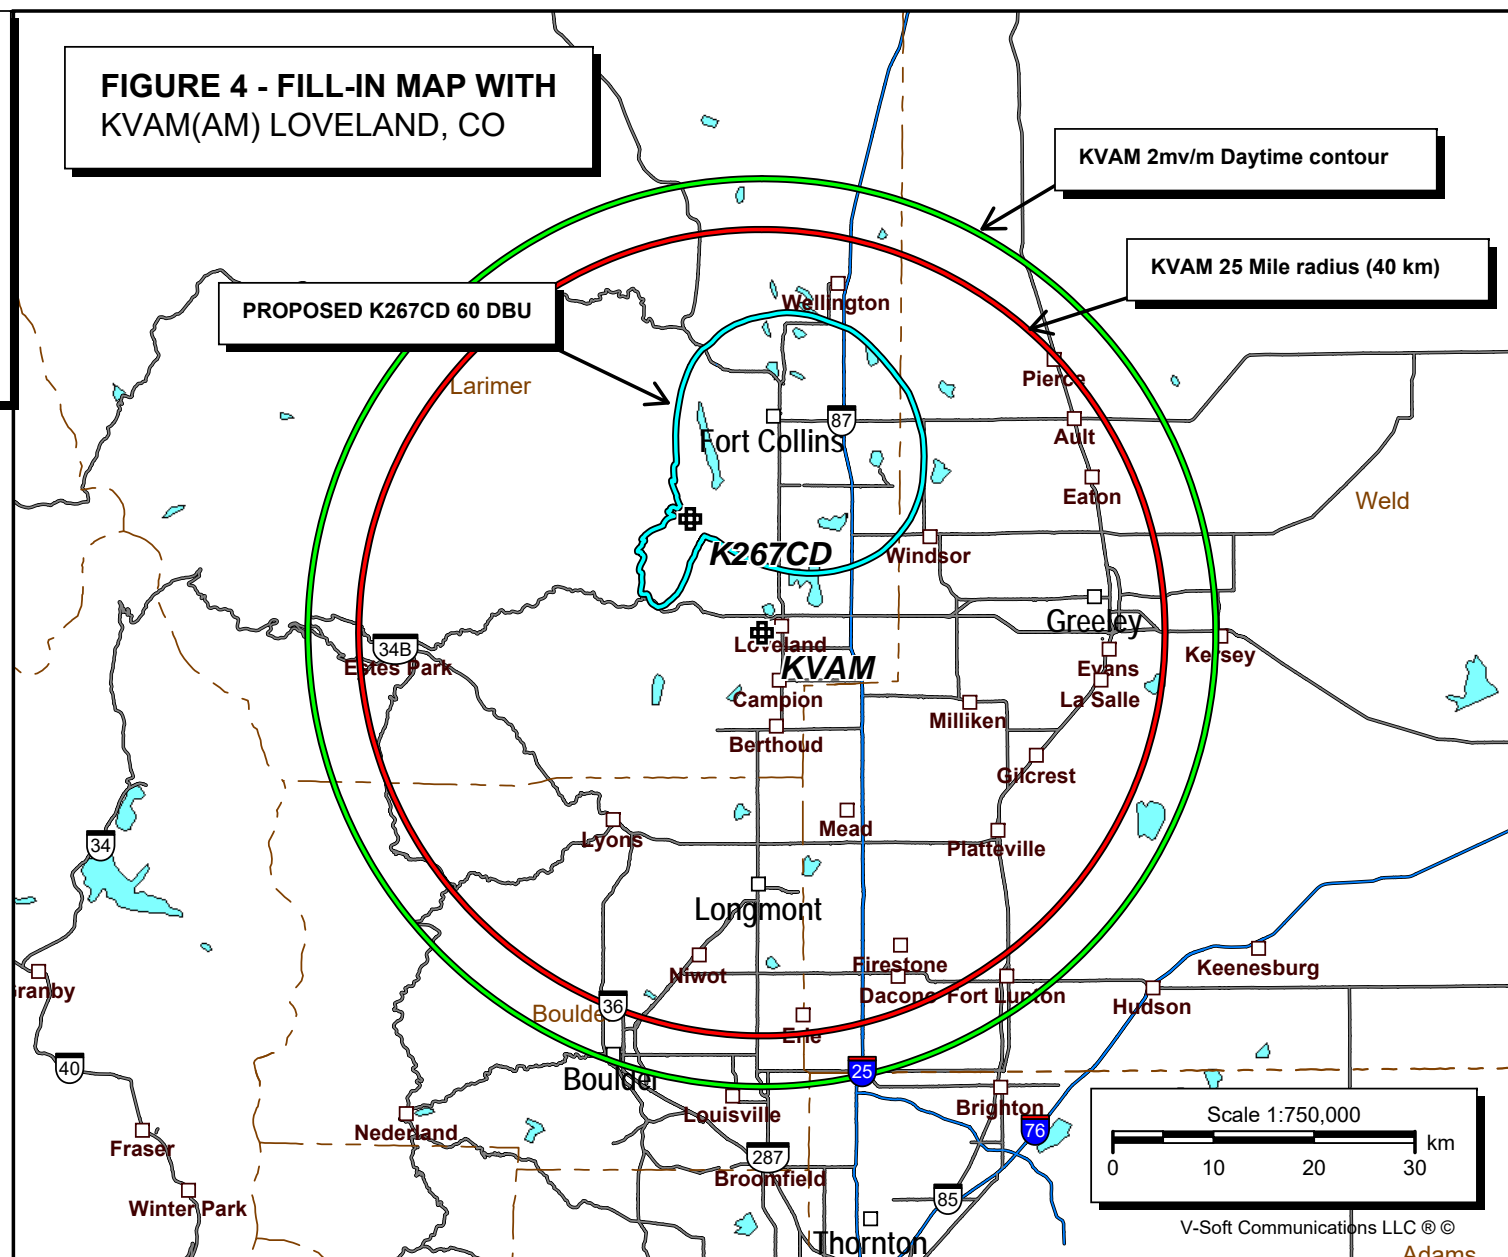 FIGURE 4 - FILL-IN MAP WITH
KVAM(AM) LOVELAND, CO
KVAM 2mv/m Daytime contour
KVAM 25 Mile radius (40 km)
PROPOSED K267CD 60 DBU
Wellington
Larimer
Pierce
87
Fort Collins
Ault
Eaton
Weld
K267CD
Windsor
Greeley
34B
Loveland
Estes Park
KVAM
Evans
Kersey
Campion
La Salle
Milliken
Berthoud
Gilcrest
Mead
Lyons
34
Platteville
Longmont
Firestone
Niwot
Keenesburg
Granby
Dacono
Fort Lupton
Hudson
Boulder
36
Erie
40
25
Boulder
Louisville
Brighton
Scale 1:750,000
Nederland
76
km
Fraser
287
0 10 20 30
Broomfield
Winter Park
85
V-Soft Communications LLC ® ©
Thornton
Adams